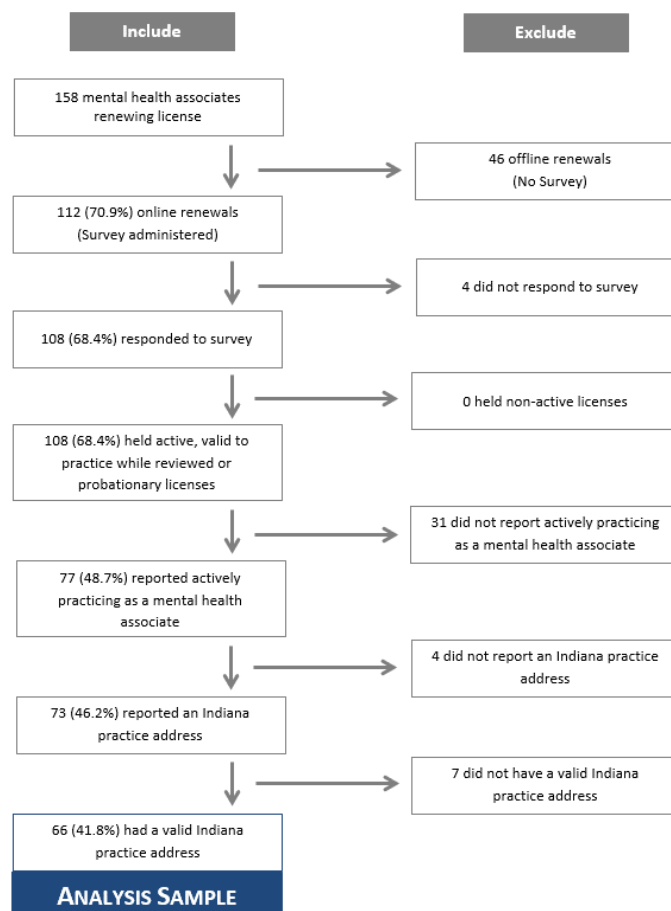 Include
Exclude
158 mental health associates
renewing license
46 offline renewals
(No Survey)
112 (70.9%) online renewals
(Survey administered)
4 did not respond to survey
108 (68.4%) responded to survey
0 held non-active licenses
108 (68.4%) held active, valid to
practice while reviewed or
probationary licenses
31 did not report actively practicing
as a mental health associate
77 (48.7%) reported actively
practicing as a mental health
associate
4 did not report an Indiana practice
address
73 (46.2%) reported an Indiana
practice address
7 did not have a valid Indiana
practice address
66 (41.8%) had a valid Indiana
practice address
ANALYSIS SAMPLE